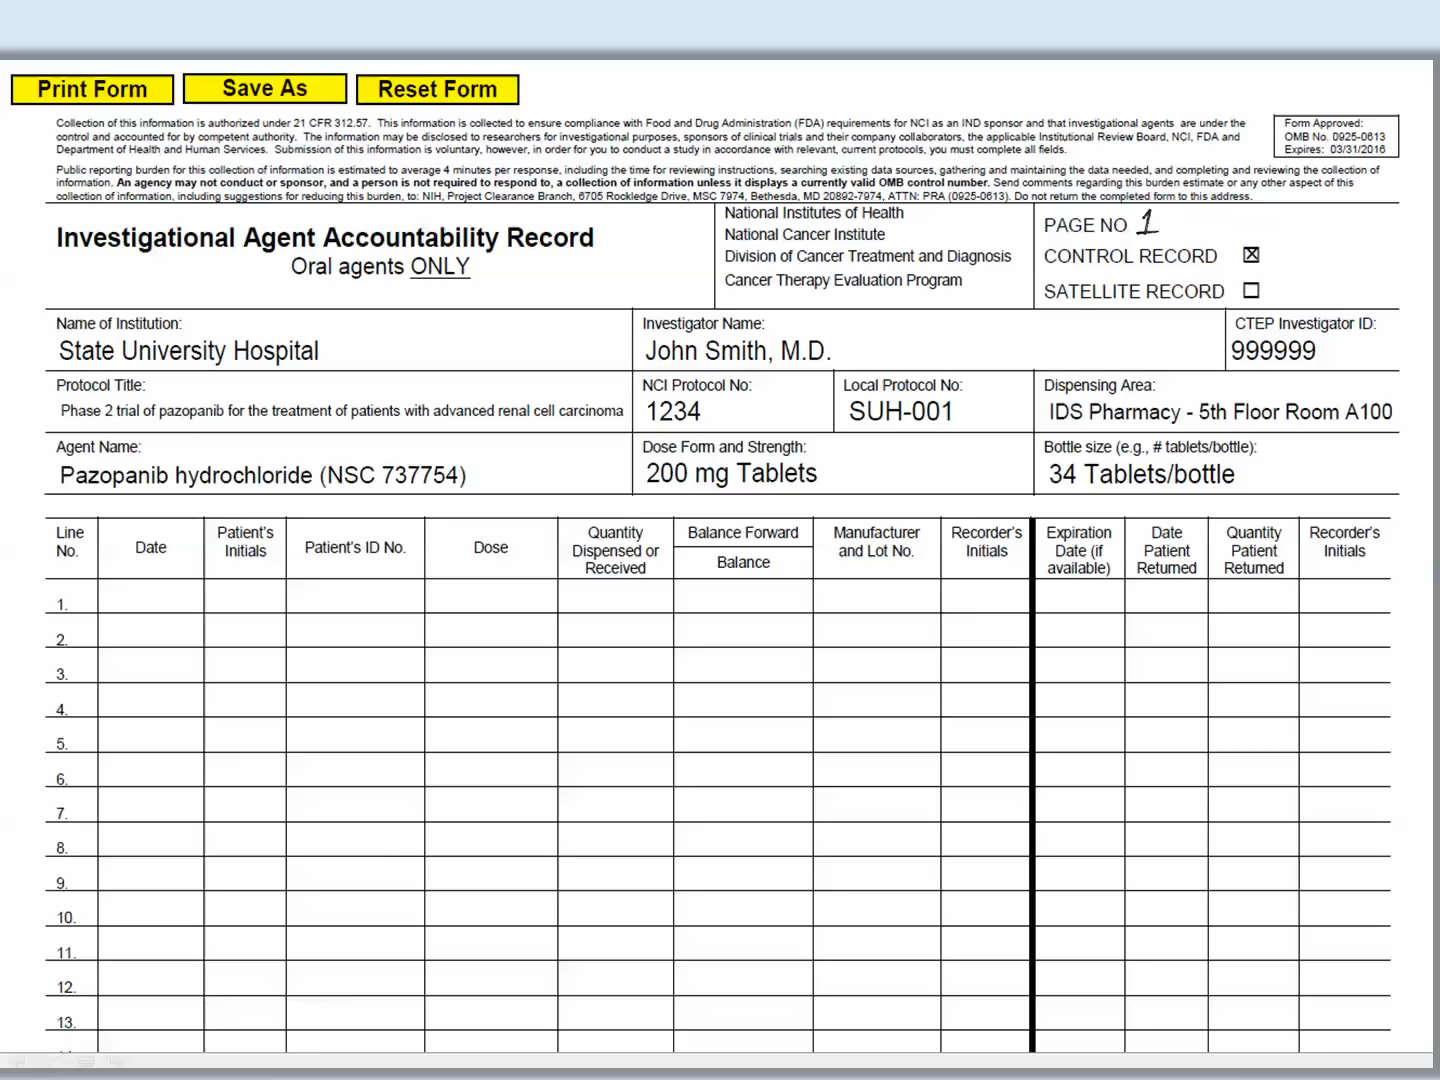 Print Form Save As Reset Form
Collection of this information is authorized under 21 CFR 312.57. This information is collected to ensure compliance with Food and Drug Administration (FDA) requirements for NCI as an IND sponsor and that investigational agents are under the
control and accounted for by competent authority. The information may be disclosed to researchers for investigational purposes, sponsors of clinical trials and their company collaborators, the applicable Institutional Review Board, NCI, FDA and
Department of Health and Human Services. Submission of this information is voluntary, however, in order for you to conduct a study in accordance with relevant, current protocols, you must complete all fields.
Form Approved:
OMB No. 0925-0613
Expires: 03/31/2016
Public reporting burden for this collection of information is estimated to average 4 minutes per response, including the time for reviewing instructions, searching existing data sources, gathering and maintaining the data needed, and completing and reviewing the collection of
information. An agency may not conduct or sponsor, and a person is not required to respond to, a collection of information unless it displays a currently valid OMB control number. Send comments regarding this burden estimate or any other aspect of this
collection of information, including suggestions for reducing this burden, to: NIH, Project Clearance Branch, 6705 Rockledge Drive, MSC 7974, Bethesda, MD 20892-7974, ATTN: PRA (0925-0613). Do not return the completed form to this address.
Investigational Agent Accountability Record
Oral agents ONLY
National Institutes of Health
National Cancer Institute
Division of Cancer Treatment and Diagnosis
Cancer Therapy Evaluation Program
PAGE NO 1
CONTROL RECORD ☒
SATELLITE RECORD ☐
Name of Institution:
State University Hospital
Investigator Name:
John Smith, M.D.
CTEP Investigator ID:
999999
Protocol Title:
Phase 2 trial of pazopanib for the treatment of patients with advanced renal cell carcinoma
NCI Protocol No:
1234
Local Protocol No:
SUH-001
Dispensing Area:
IDS Pharmacy - 5th Floor Room A100
Agent Name:
Pazopanib hydrochloride (NSC 737754)
Dose Form and Strength:
200 mg Tablets
Bottle size (e.g., # tablets/bottle):
34 Tablets/bottle
Line
No.
Date
Patient's
Initials
Patient's ID No.
Dose
Quantity
Dispensed or
Received
Balance Forward
Balance
Manufacturer
and Lot No.
Recorder's
Initials
Expiration
Date (if
available)
Date
Patient
Returned
Quantity
Patient
Returned
Recorder's
Initials
1.
2.
3.
4.
5.
6.
7.
8.
9.
10.
11.
12.
13.